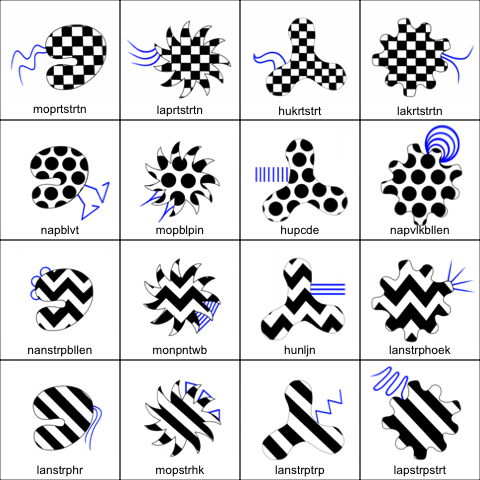 moprtstrtn
laprtstrtn
hukrtstrt
lakrtstrtn
napblvt
mopblpin
hupcde
napvlkbllen
nanstrpbllen
monpntwb
hunljn
lanstrphoek
lanstrphr
mopstrhk
lanstrptrp
lapstrpstrt